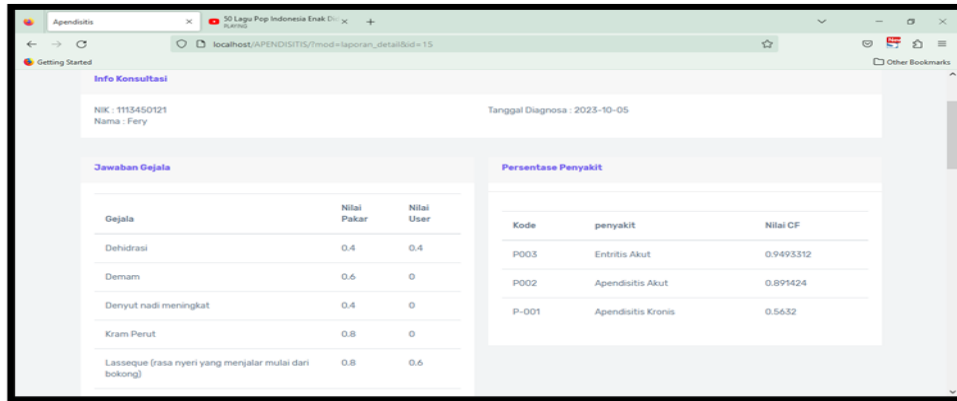 Apendisitis
50 Lagu Pop Indonesia Enak
PLAYING
localhost/APENDISITIS/?mod=laporan_detail&id=15
New
Getting Started
Other Bookmarks
Info Konsultasi
NIK : 1113450121
Nama : Fery
Tanggal Diagnosa : 2023-10-05
Jawaban Gejala
Gejala Nilai Pakar Nilai User
Dehidrasi 0.4 0.4
Demam 0.6 0
Denyut nadi meningkat 0.4 0
Kram Perut 0.8 0
Lasseque (rasa nyeri yang menjalar mulai dari 0.8 0.6
bokong)
Persentase Penyakit
Kode penyakit Nilai CF
P003 Entritis Akut 0.9493312
P002 Apendisitis Akut 0.891424
P-001 Apendisitis Kronis 0.5632